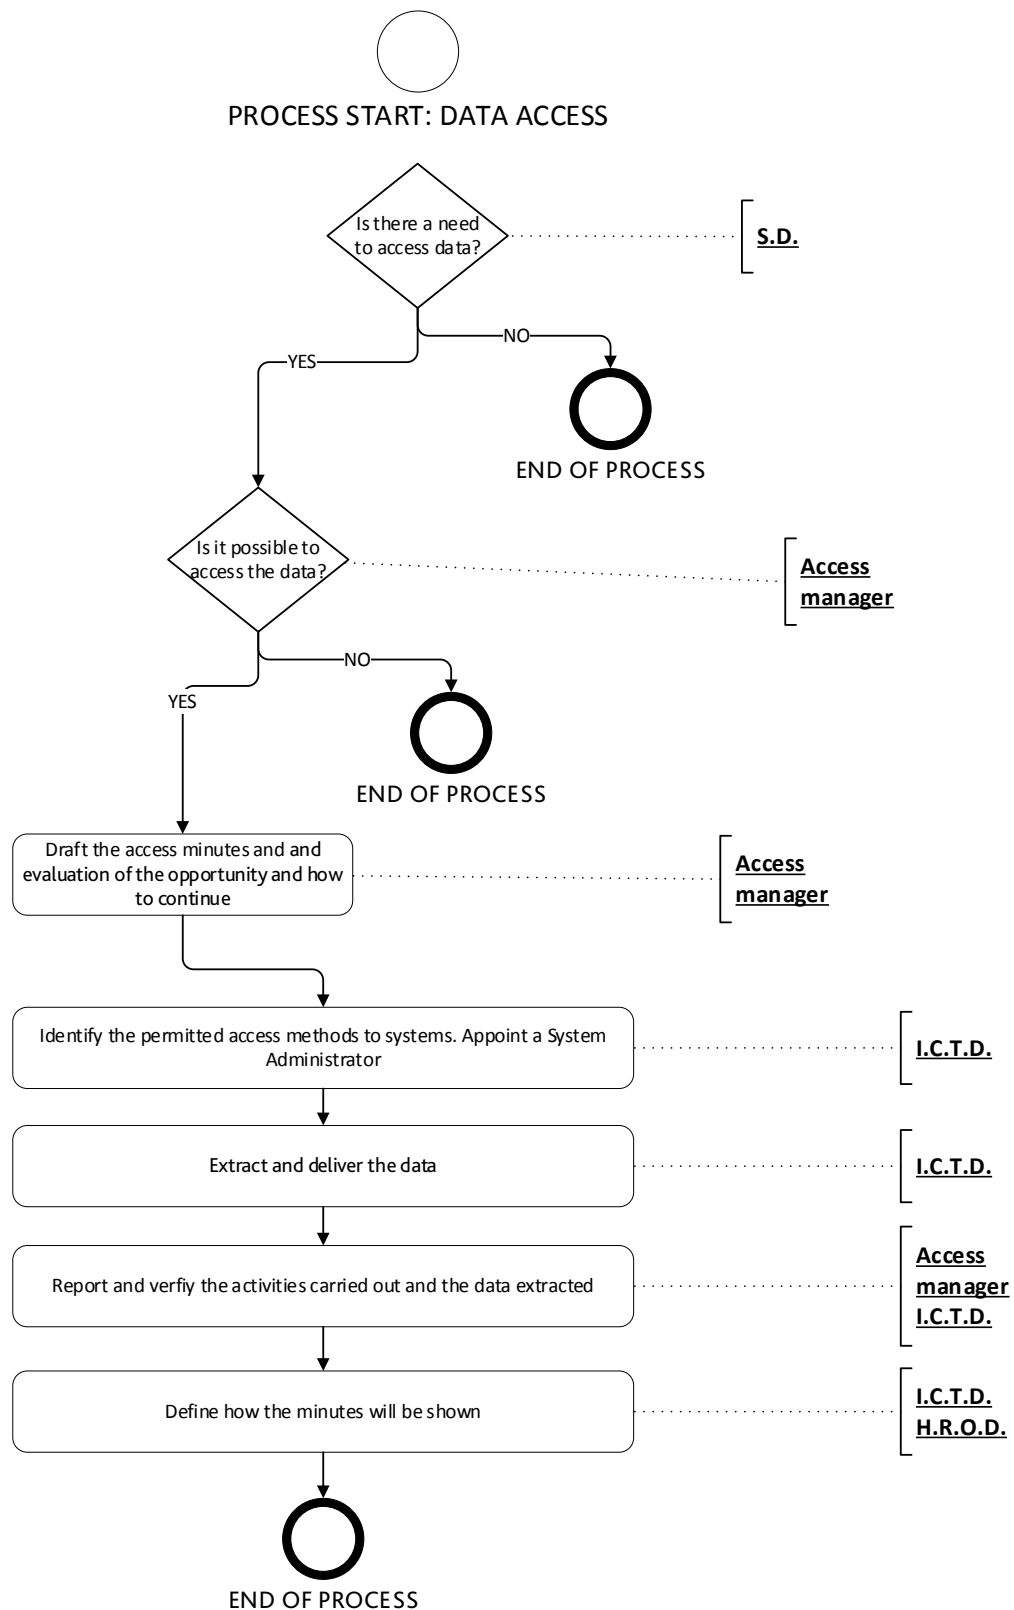 PROCESS START: DATA ACCESS
Is there a need
to access data?
S.D.
NO
YES
END OF PROCESS
Is it possible to
access the data?
Access
manager
NO
YES
END OF PROCESS
Draft the access minutes and and
evaluation of the opportunity and how
to continue
Access
manager
Identify the permitted access methods to systems. Appoint a System
Administrator
I.C.T.D.
Extract and deliver the data
I.C.T.D.
Report and verfiy the activities carried out and the data extracted
Access
manager
I.C.T.D.
Define how the minutes will be shown
I.C.T.D.
H.R.O.D.
END OF PROCESS